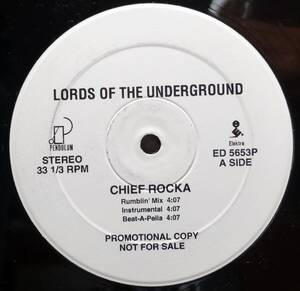 LORDS OF THE UNDERGROUND
PENDULUM
Elektra
STEREO
33 1/3 RPM
ED 5653P
A SIDE
CHIEF ROCKA
Rumblin' Mix 4:07
Instrumental 4:07
Beat-A-Pella 4:07
PROMOTIONAL COPY
NOT FOR SALE